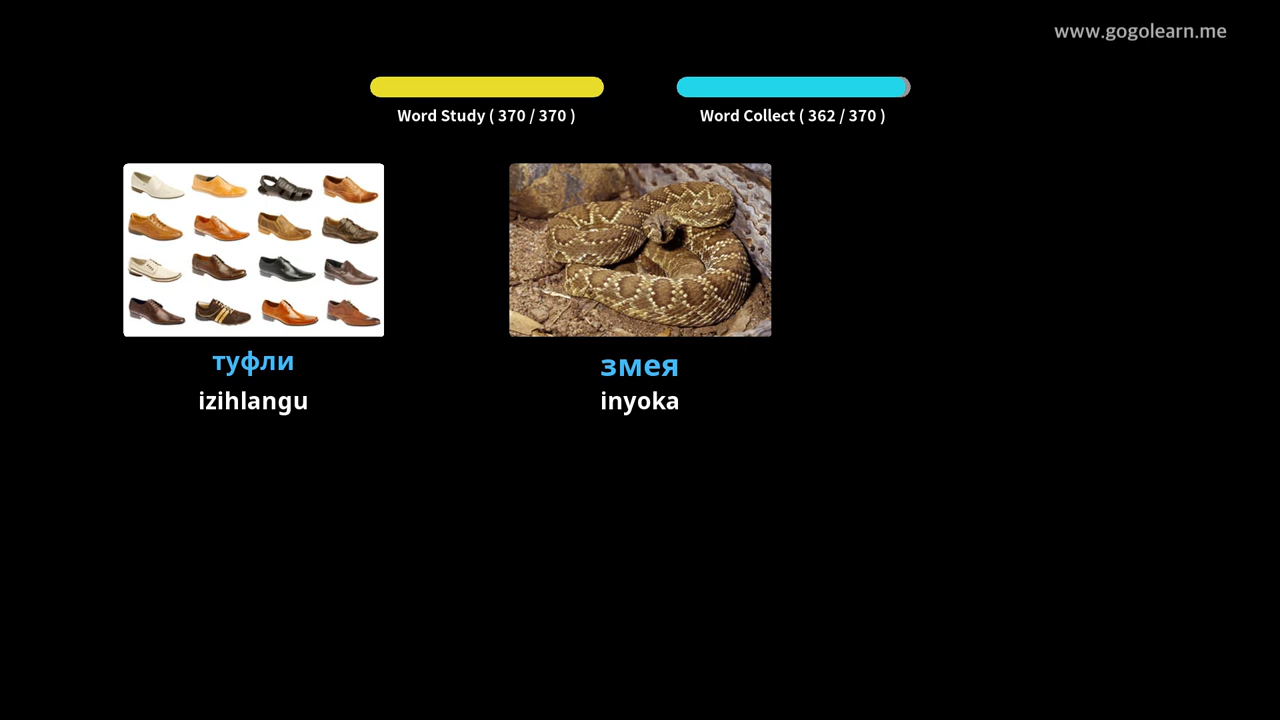 www.gogolearn.me
Word Study ( 370 / 370 )
Word Collect ( 362 / 370 )
туфли
izihlangu
змея
inyoka